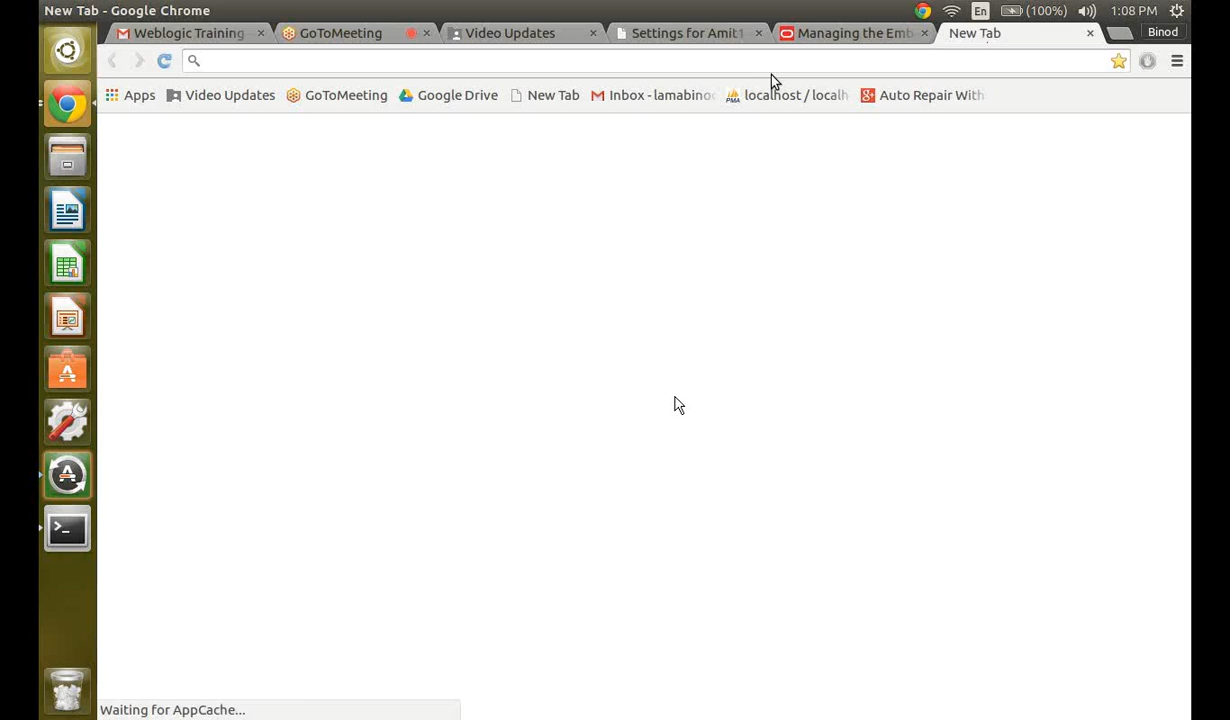 New Tab - Google Chrome
En
(100%)
1:08 PM
Weblogic Training
GoToMeeting
Video Updates
Settings for Amit1
Managing the Emb
New Tab
Binod
Apps
Video Updates
GoToMeeting
Google Drive
New Tab
Inbox - lamabino
PMA
localhost / localh
Auto Repair With
Waiting for AppCache...